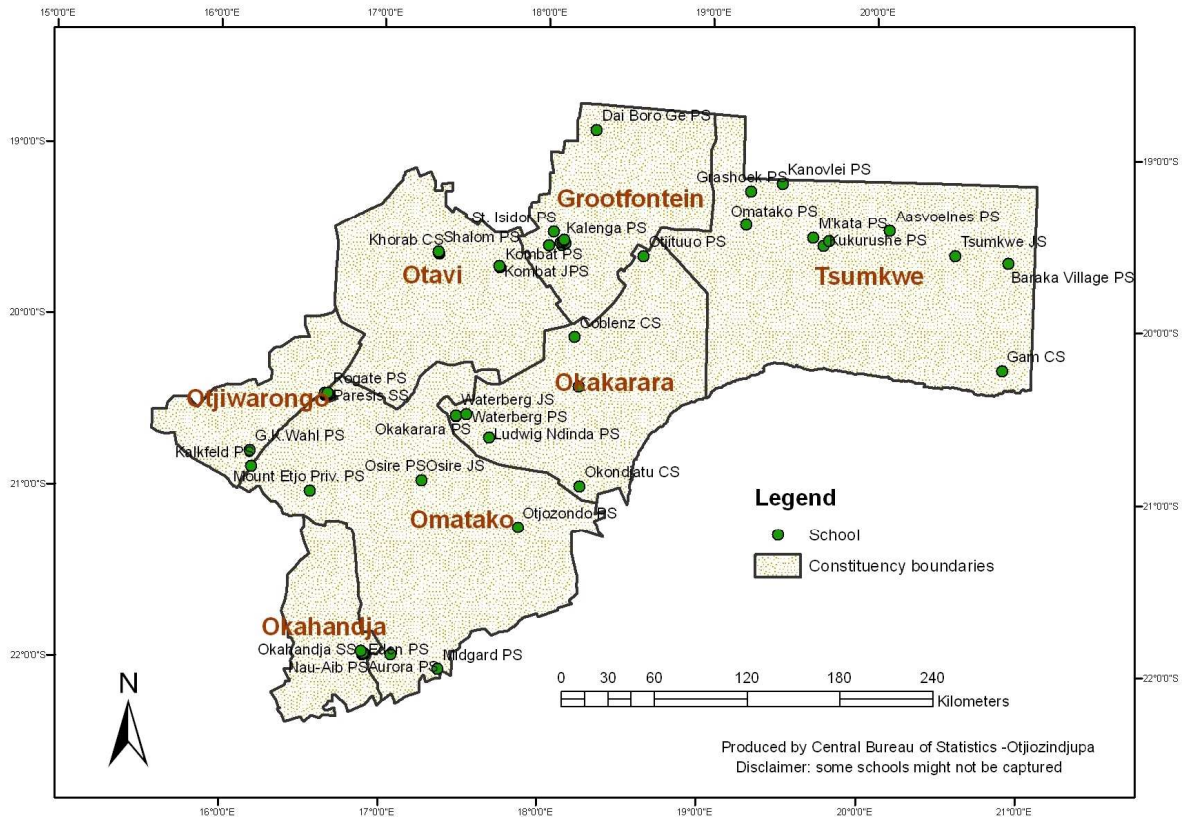 15°0'0"E 16°0'0"E 17°0'0"E 18°0'0"E 19°0'0"E 20°0'0"E
Dai Boro Ge PS
19°0'0"S
19°0'0"S
Kanovlei PS
Grashoek PS
Grootfontein
Omatako PS
M'kata PS
Aasvoelnes PS
St. Isidor PS
Kalenga PS
Khorab CS
Shalom PS
Kukurushe PS
Otjituuo PS
Tsumkwe JS
Kombat PS
Kombat JPS
Otavi
Tsumkwe
Baraka Village PS
20°0'0"S
20°0'0"S
Coblenz CS
Gam CS
Rogate PS
Okakarara
Otjiwarongo
Paresis SS
Waterberg JS
Waterberg PS
Okakarara PS
Ludwig Ndinda PS
G.K.Wahl PS
Kalkfeld PS
Osire PS
Osire JS
Okondjatu CS
Mount Etjo Priv. PS
21°0'0"S
21°0'0"S
Legend
Omatako
Otjozondo PS
School
Constituency boundaries
Okahandja
Okahandja SS
Eden PS
Midgard PS
Nau-Aib PS
Aurora PS
22°0'0"S
22°0'0"S
N
0 30 60 120 180 240
Kilometers
Produced by Central Bureau of Statistics -Otjiozindjupa
Disclaimer: some schools might not be captured
16°0'0"E 17°0'0"E 18°0'0"E 19°0'0"E 20°0'0"E 21°0'0"E